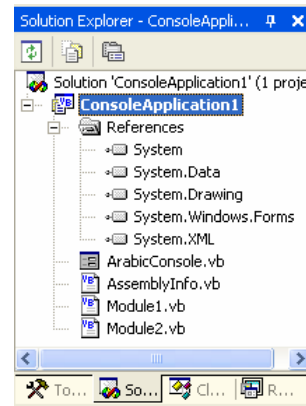 Solution Explorer - ConsoleAppli...
Solution 'ConsoleApplication1' (1 proje
ConsoleApplication1
References
System
System.Data
System.Drawing
System.Windows.Forms
System.XML
ArabicConsole.vb
AssemblyInfo.vb
Module1.vb
Module2.vb
To... So... Cl... R...